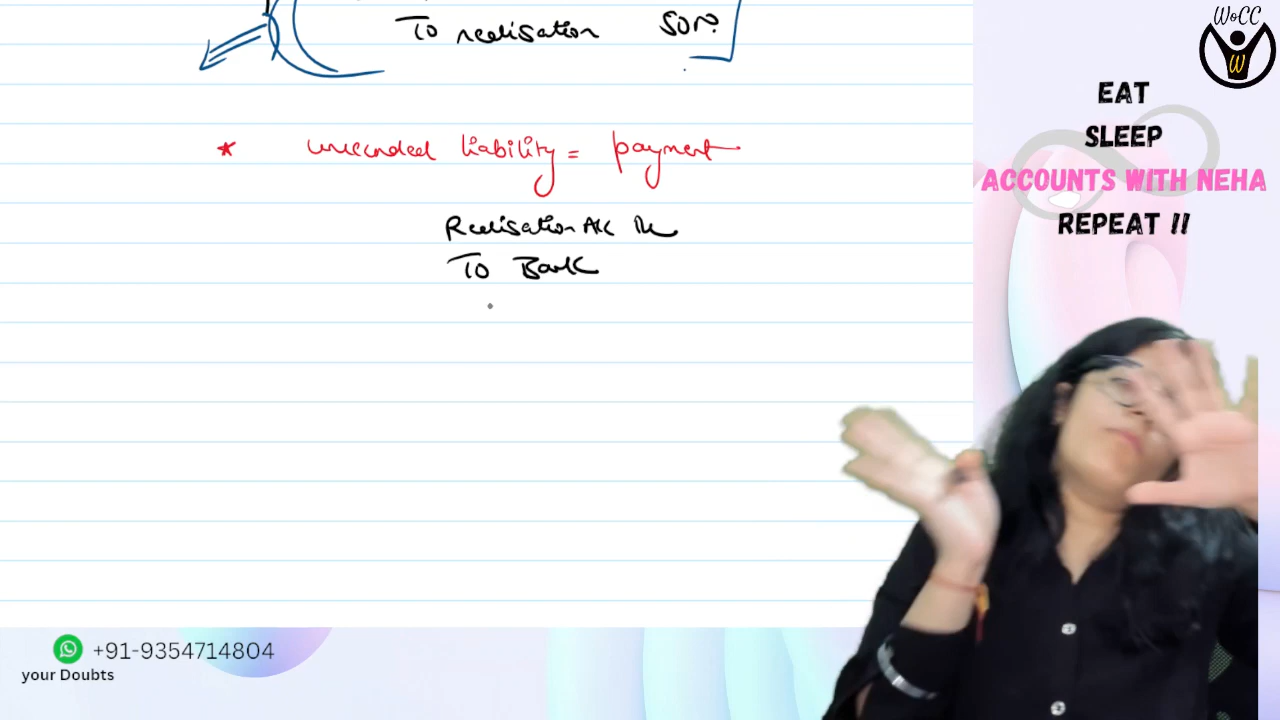 To realisation 50r?
* unrecorded liability = payment
Realisation A/c Dr
To Bank
WoCC
W
EAT
SLEEP
ACCOUNTS WITH NEHA
REPEAT !!
+91-9354714804
your Doubts